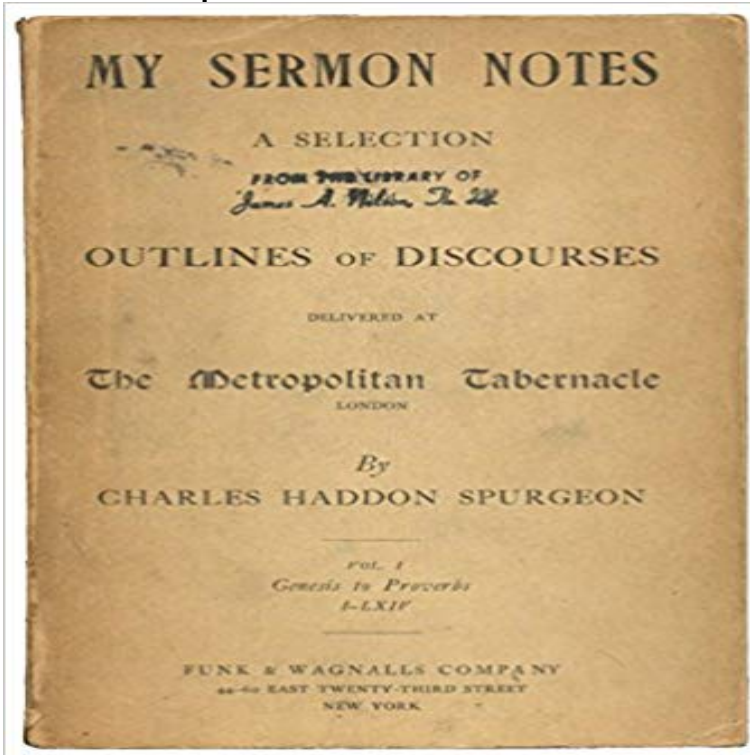 MY SERMON NOTES
A SELECTION
FROM THE LIBRARY OF
James A. Wilson, The
OUTLINES OF DISCOURSES
DELIVERED AT
The Metropolitan Tabernacle
LONDON
By
CHARLES HADDON SPURGEON
VOL. I
Genesis to Proverbs
I-LXIV
FUNK & WAGNALLS COMPANY
44-60 EAST TWENTY-THIRD STREET
NEW YORK